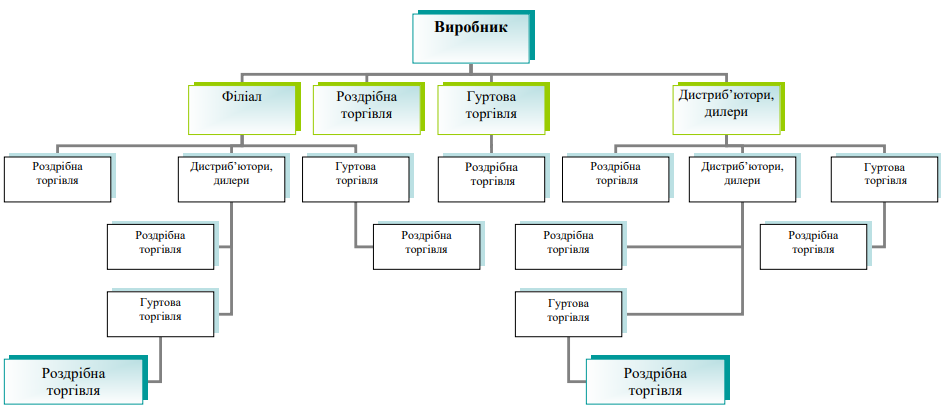 Виробник
Філіал
Роздрібна
торгівля
Гуртова
торгівля
Дистриб’ютори,
дилери
Роздрібна
торгівля
Дистриб’ютори,
дилери
Гуртова
торгівля
Роздрібна
торгівля
Роздрібна
торгівля
Дистриб’ютори,
дилери
Гуртова
торгівля
Роздрібна
торгівля
Роздрібна
торгівля
Роздрібна
торгівля
Роздрібна
торгівля
Гуртова
торгівля
Гуртова
торгівля
Роздрібна
торгівля
Роздрібна
торгівля